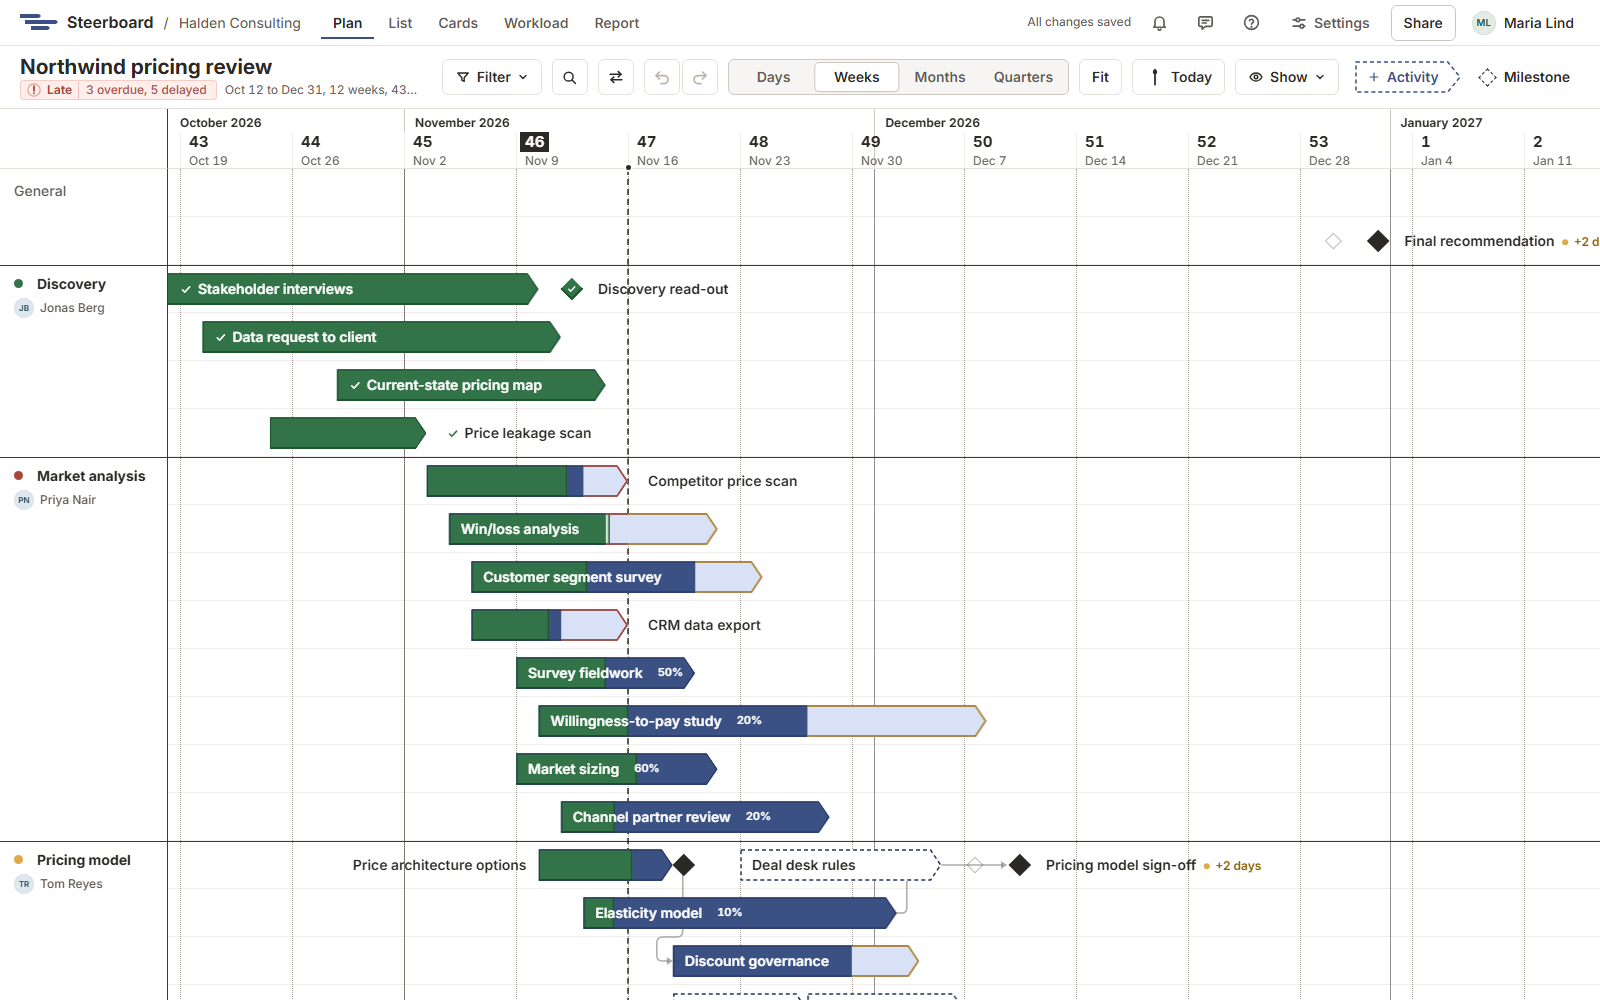 Steerboard / Halden Consulting Plan List Cards Workload Report All changes saved Settings Share ML Maria Lind
Northwind pricing review
Late 3 overdue, 5 delayed Oct 12 to Dec 31, 12 weeks, 43...
Filter Days Weeks Months Quarters Fit Today Show + Activity Milestone
October 2026 November 2026 December 2026 January 2027
43 44 45 46 47 48 49 50 51 52 53 1 2
Oct 19 Oct 26 Nov 2 Nov 9 Nov 16 Nov 23 Nov 30 Dec 7 Dec 14 Dec 21 Dec 28 Jan 4 Jan 11
General
Final recommendation +2 d
Discovery
JB Jonas Berg
Stakeholder interviews Discovery read-out
Data request to client
Current-state pricing map
Price leakage scan
Market analysis
PN Priya Nair
Competitor price scan
Win/loss analysis
Customer segment survey
CRM data export
Survey fieldwork 50%
Willingness-to-pay study 20%
Market sizing 60%
Channel partner review 20%
Pricing model
TR Tom Reyes
Price architecture options Deal desk rules Pricing model sign-off +2 days
Elasticity model 10%
Discount governance